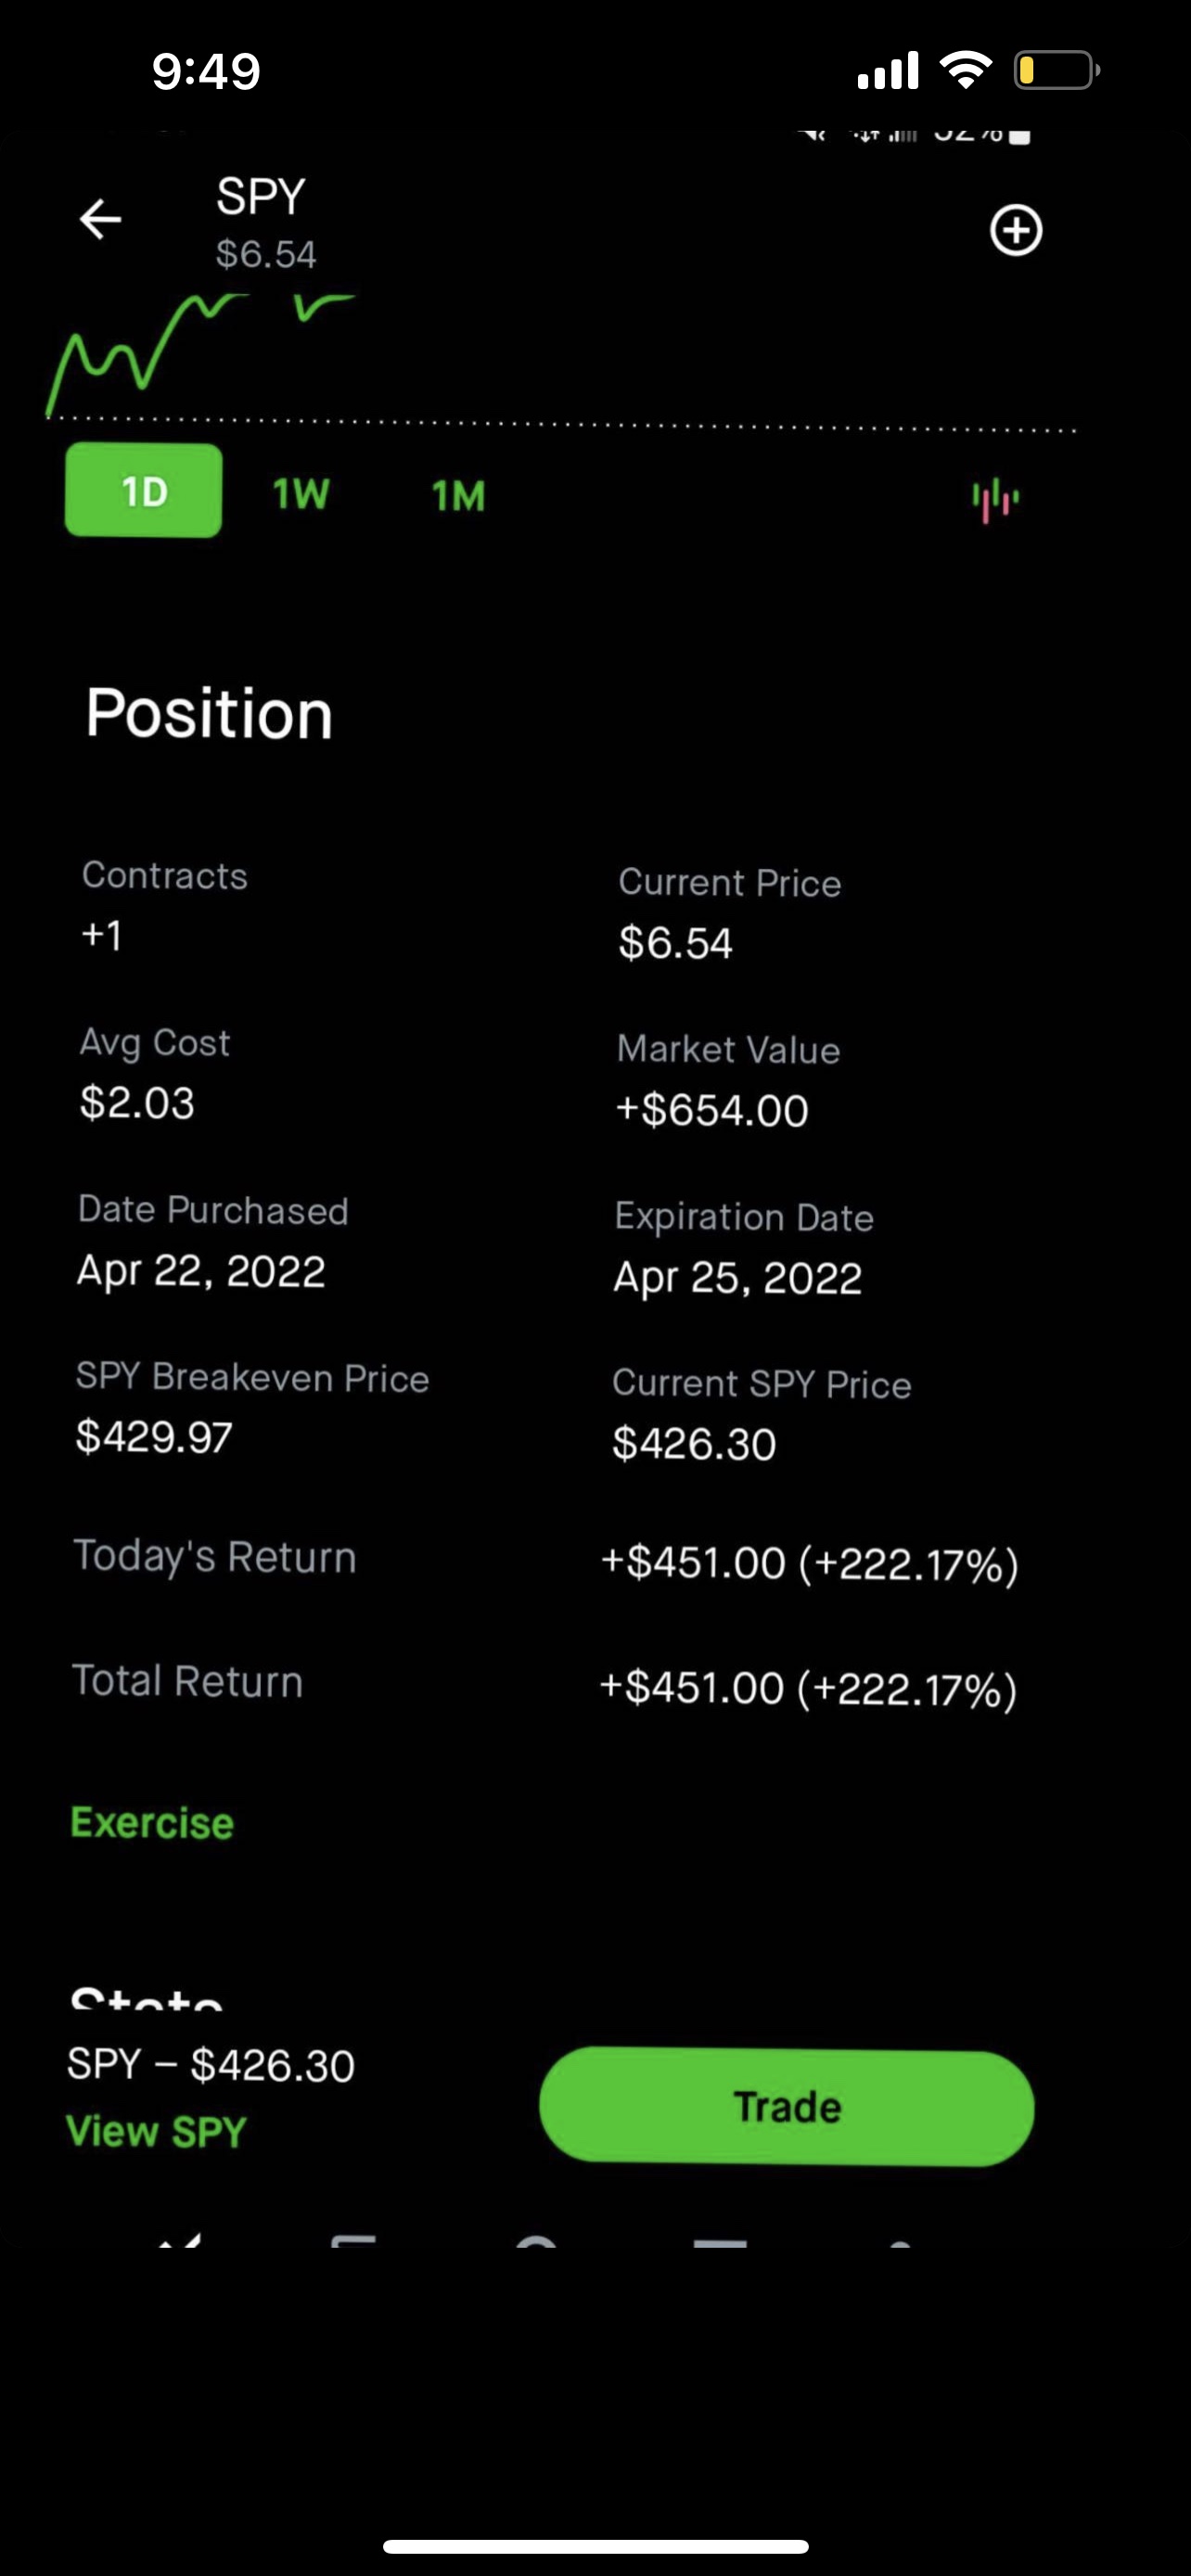 9:49
SPY
$6.54
1D 1W 1M
Position
Contracts Current Price
+1 $6.54
Avg Cost Market Value
$2.03 +$654.00
Date Purchased Expiration Date
Apr 22, 2022 Apr 25, 2022
SPY Breakeven Price Current SPY Price
$429.97 $426.30
Today's Return +$451.00 (+222.17%)
Total Return +$451.00 (+222.17%)
Exercise
SPY – $426.30
View SPY
Trade